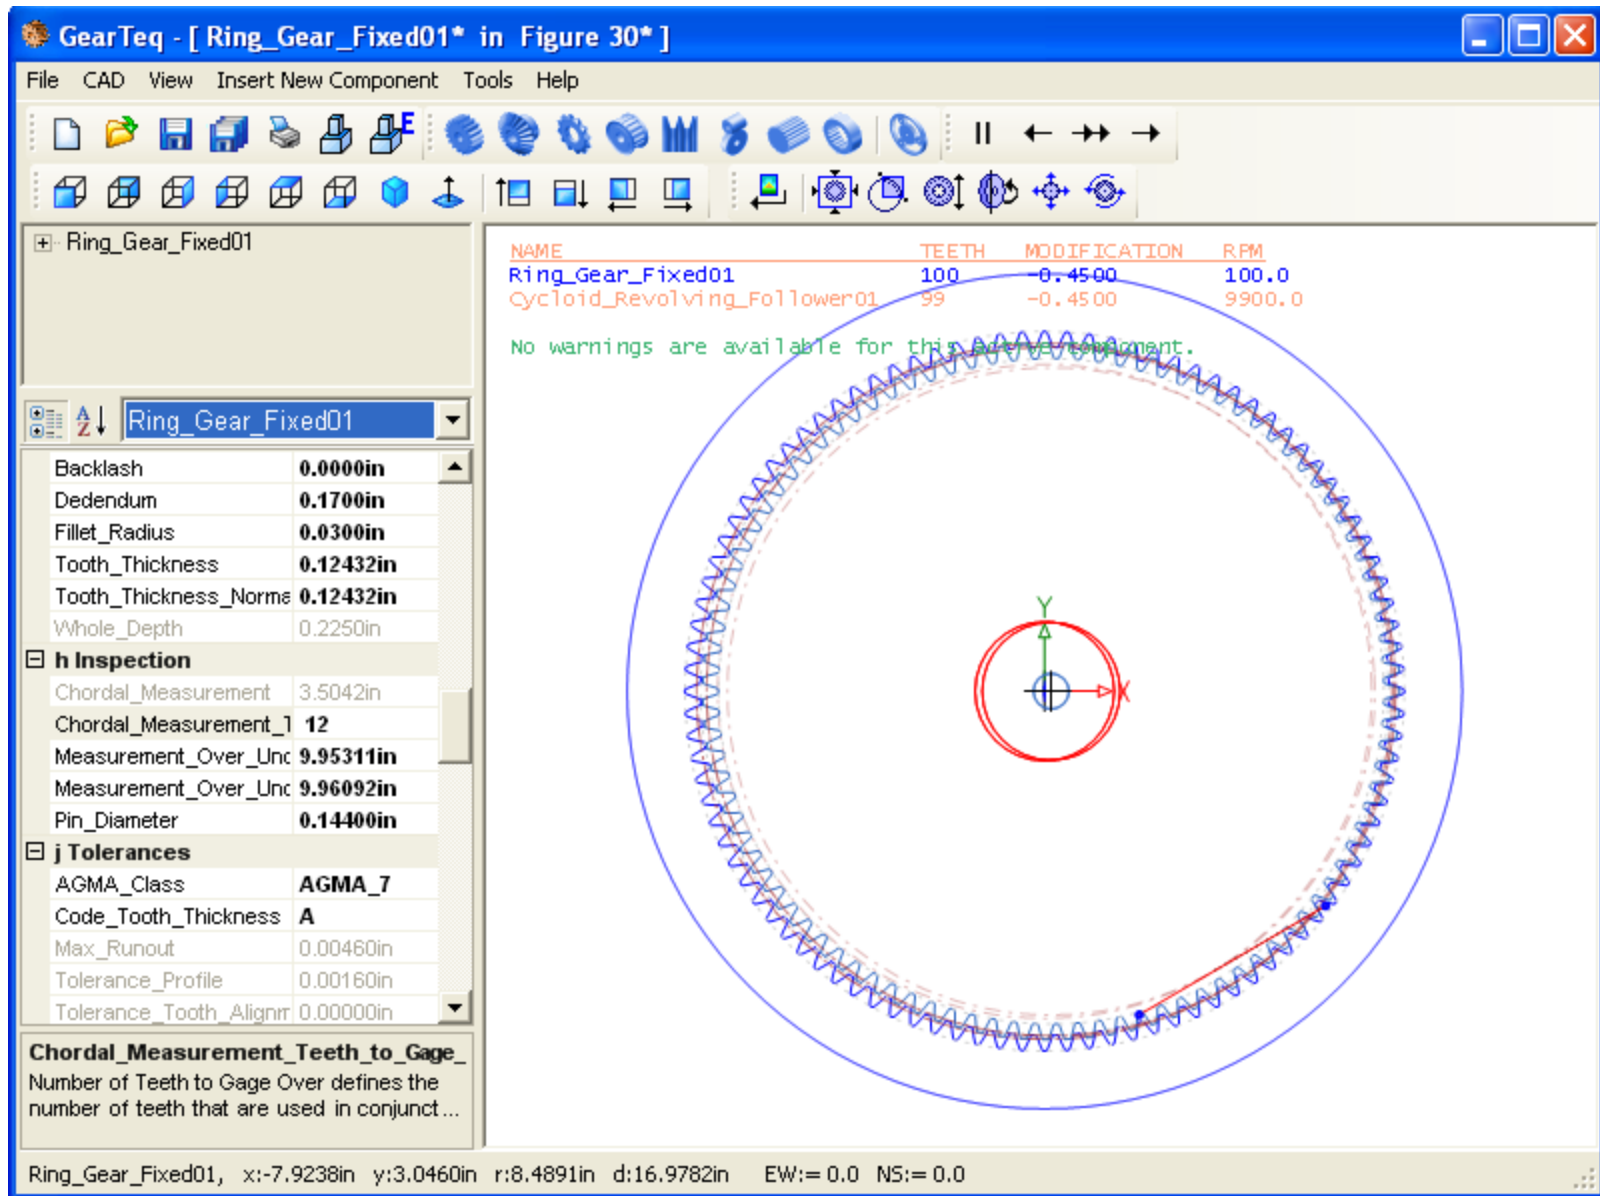 GearTeq - [ Ring_Gear_Fixed01* in Figure 30* ]
File CAD View Insert New Component Tools Help
E
Ring_Gear_Fixed01
Ring_Gear_Fixed01
Backlash 0.0000in
Dedendum 0.1700in
Fillet_Radius 0.0300in
Tooth_Thickness 0.12432in
Tooth_Thickness_Norma 0.12432in
Whole_Depth 0.2250in
h Inspection
Chordal_Measurement 3.5042in
Chordal_Measurement_T 12
Measurement_Over_Unc 9.95311in
Measurement_Over_Unc 9.96092in
Pin_Diameter 0.14400in
j Tolerances
AGMA_Class AGMA_7
Code_Tooth_Thickness A
Max_Runout 0.00460in
Tolerance_Profile 0.00160in
Tolerance_Tooth_Alignm 0.00000in
Chordal_Measurement_Teeth_to_Gage_
Number of Teeth to Gage Over defines the
number of teeth that are used in conjunct...
NAME TEETH MODIFICATION RPM
Ring_Gear_Fixed01 100 -0.4500 100.0
Cycloid_Revolving_Follower01 99 -0.4500 9900.0
No warnings are available for this active component.
Y
X
Ring_Gear_Fixed01, x:-7.9238in y:3.0460in r:8.4891in d:16.9782in EW:= 0.0 NS:= 0.0